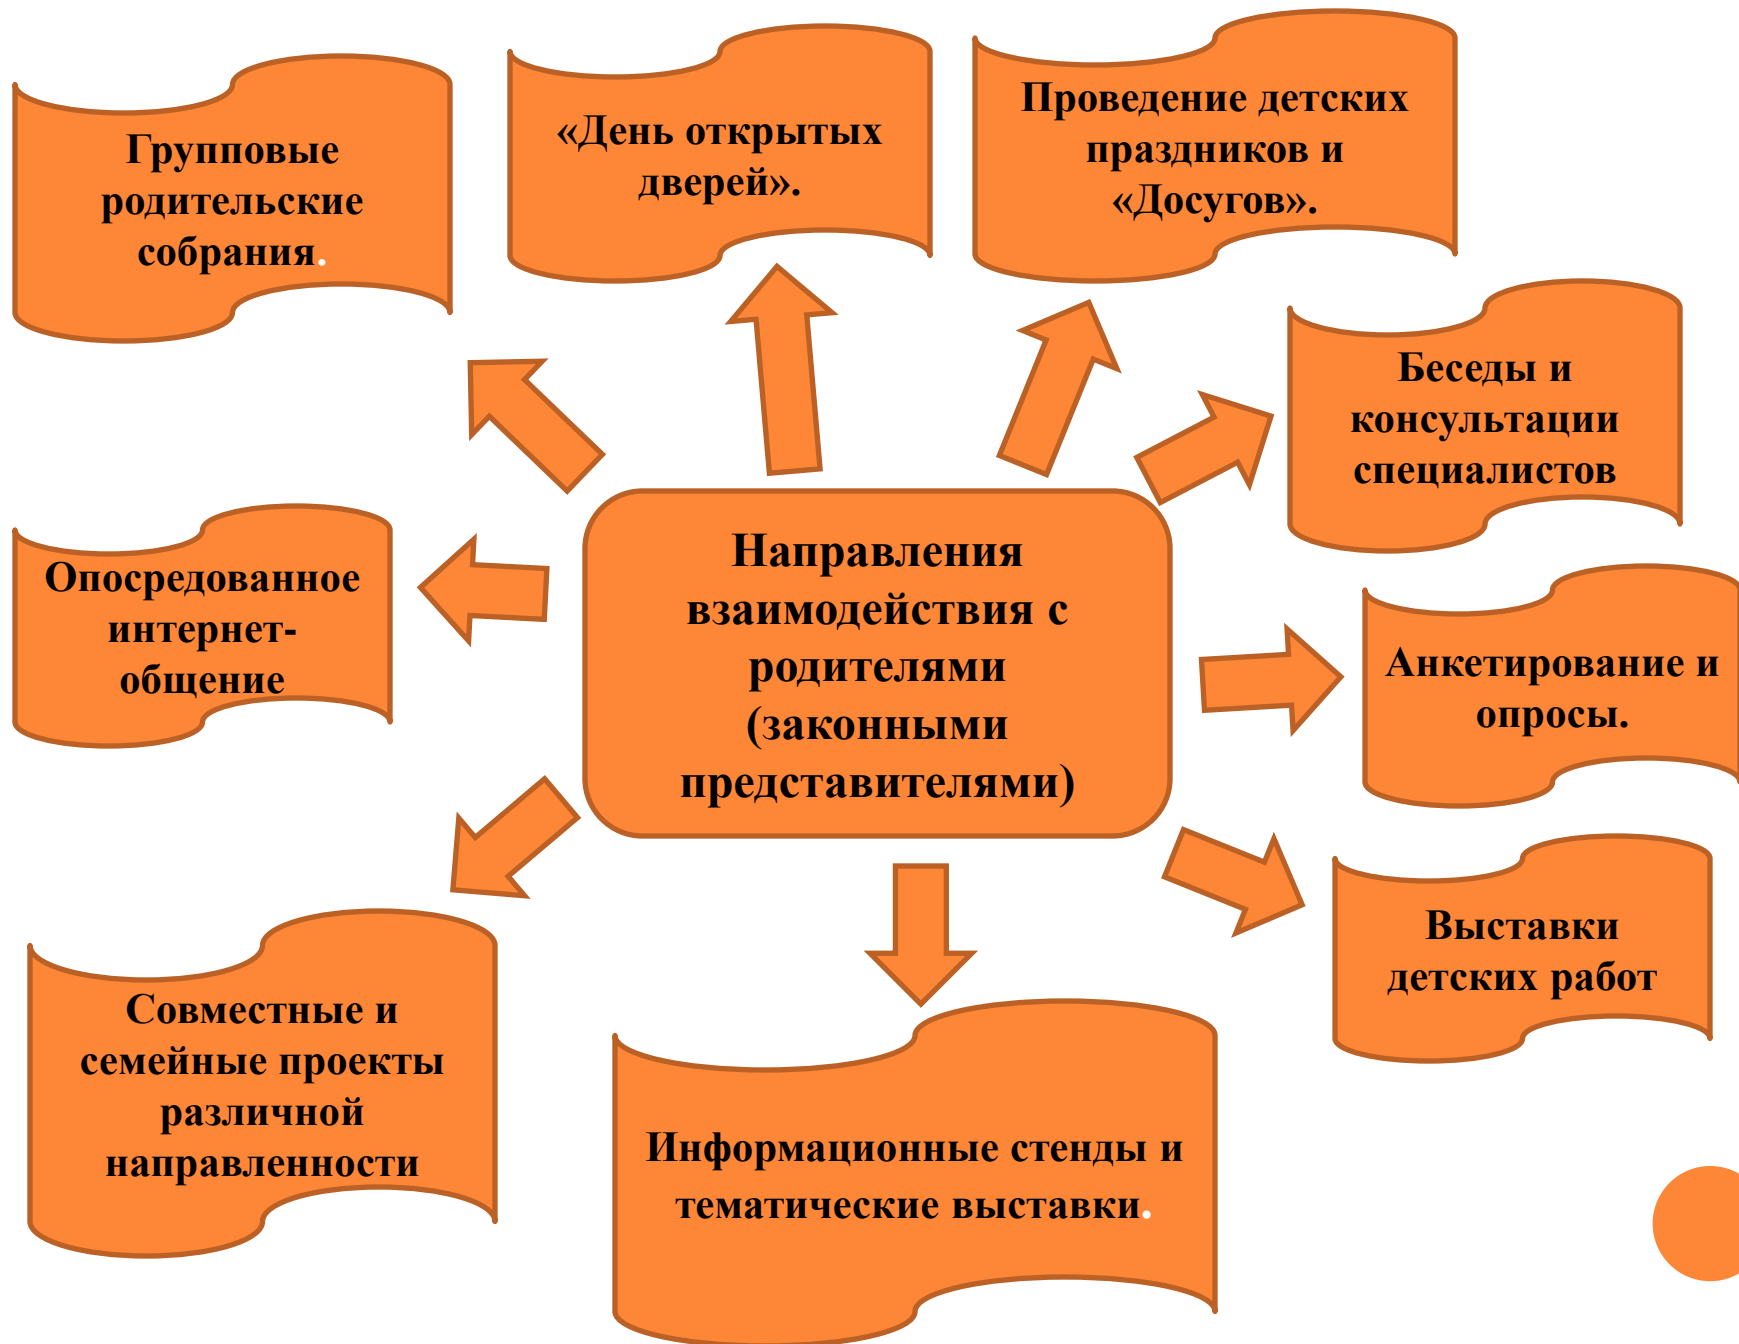 Групповые
родительские
собрания.
«День открытых
дверей».
Проведение детских
праздников и
«Досугов».
Беседы и
консультации
специалистов
Опосредованное
интернет-
общение
Направления
взаимодействия с
родителями
(законными
представителями)
Анкетирование и
опросы.
Выставки
детских работ
Совместные и
семейные проекты
различной
направленности
Информационные стенды и
тематические выставки.